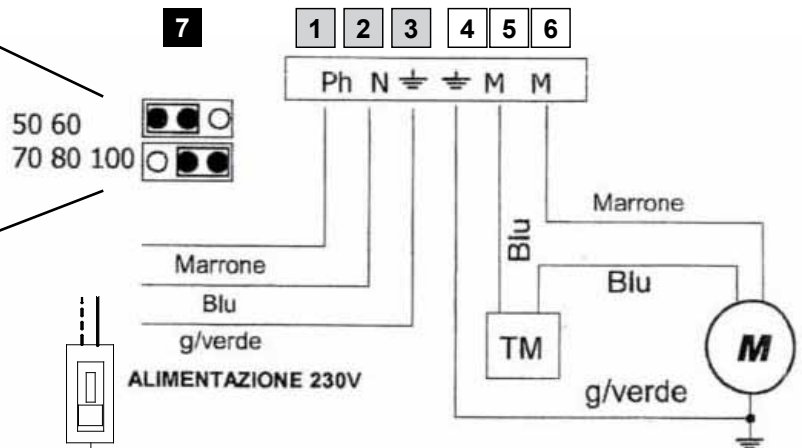 7 1 2 3 4 5 6
Ph N M M
50 60
70 80 100
Marrone
Blu
g/verde
ALIMENTAZIONE 230V
Blu
Marrone
Blu
TM
M
g/verde